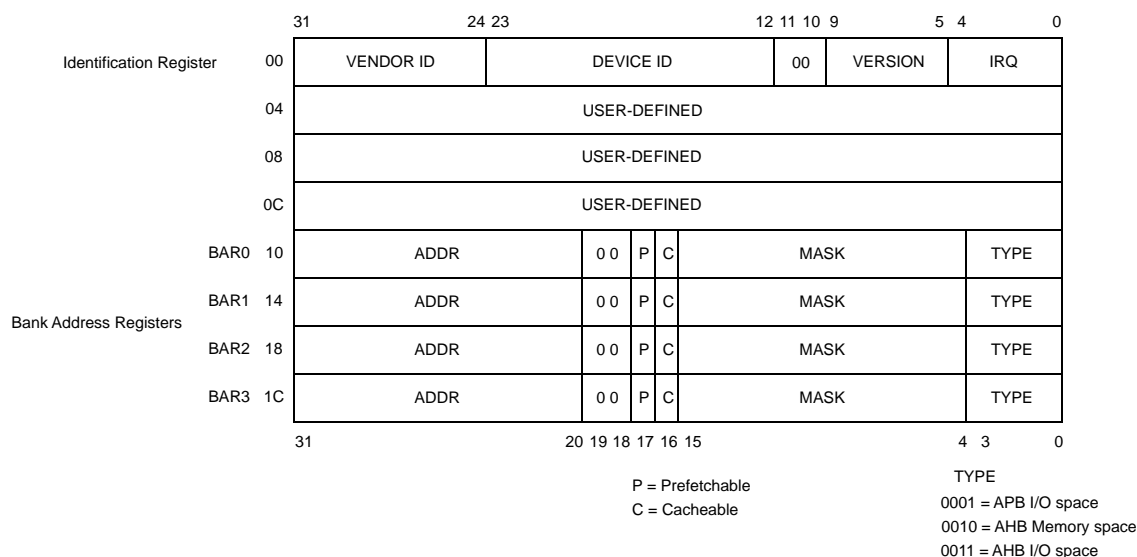 31 24 23 12 11 10 9 5 4 0
Identification Register 00 VENDOR ID DEVICE ID 00 VERSION IRQ
04 USER-DEFINED
08 USER-DEFINED
0C USER-DEFINED
BAR0 10 ADDR 0 0 P C MASK TYPE
BAR1 14 ADDR 0 0 P C MASK TYPE
Bank Address Registers
BAR2 18 ADDR 0 0 P C MASK TYPE
BAR3 1C ADDR 0 0 P C MASK TYPE
31 20 19 18 17 16 15 4 3 0
P = Prefetchable
C = Cacheable
TYPE
0001 = APB I/O space
0010 = AHB Memory space
0011 = AHB I/O space